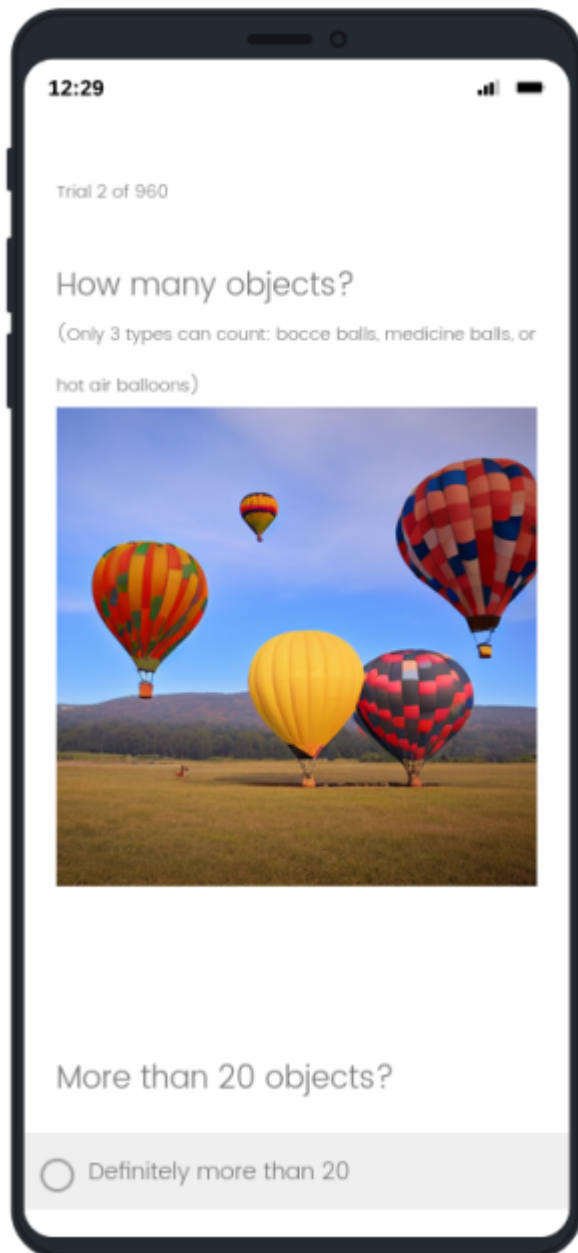 12:29
Trial 2 of 960
How many objects?
(Only 3 types can count: bocce balls, medicine balls, or
hot air balloons)
More than 20 objects?
Definitely more than 20